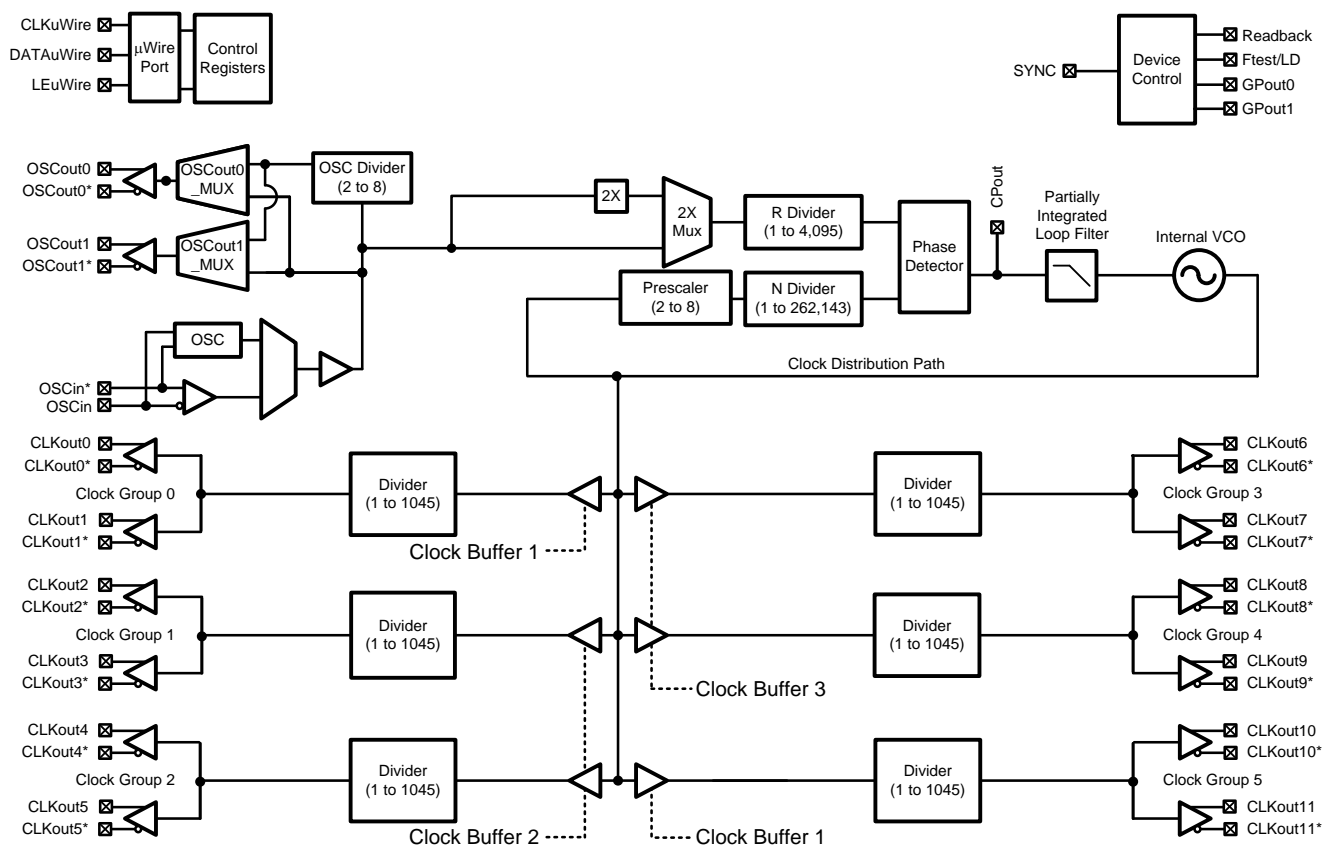 CLKuWire
DATAuWire
LEuWire
µWire
Port
Control
Registers
SYNC
Device
Control
Readback
Ftest/LD
GPout0
GPout1
OSCout0
OSCout0*
OSCout0
_MUX
OSC Divider
(2 to 8)
OSCout1
OSCout1*
OSCout1
_MUX
2X
2X
Mux
R Divider
(1 to 4,095)
Phase
Detector
CPout
Partially
Integrated
Loop Filter
Internal VCO
Prescaler
(2 to 8)
N Divider
(1 to 262,143)
OSC
OSCin*
OSCin
Clock Distribution Path
CLKout0
CLKout0*
Clock Group 0
CLKout1
CLKout1*
Divider
(1 to 1045)
Clock Buffer 1
Divider
(1 to 1045)
CLKout6
CLKout6*
Clock Group 3
CLKout7
CLKout7*
CLKout2
CLKout2*
Clock Group 1
CLKout3
CLKout3*
Divider
(1 to 1045)
Clock Buffer 3
Divider
(1 to 1045)
CLKout8
CLKout8*
Clock Group 4
CLKout9
CLKout9*
CLKout4
CLKout4*
Clock Group 2
CLKout5
CLKout5*
Divider
(1 to 1045)
Clock Buffer 2
Clock Buffer 1
Divider
(1 to 1045)
CLKout10
CLKout10*
Clock Group 5
CLKout11
CLKout11*